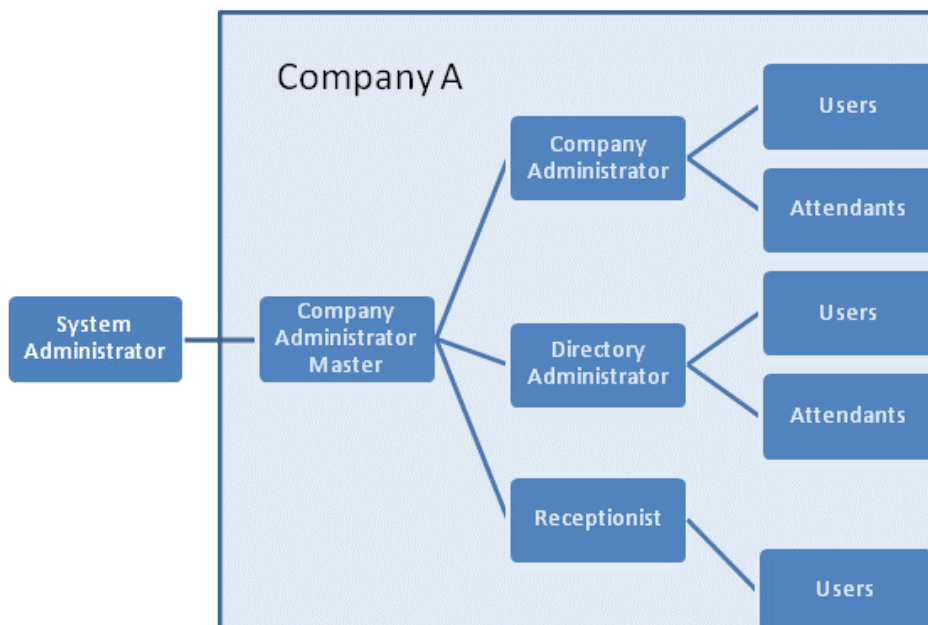 Company A
System
Administrator
Company
Administrator
Master
Company
Administrator
Users
Attendants
Directory
Administrator
Users
Attendants
Receptionist
Users